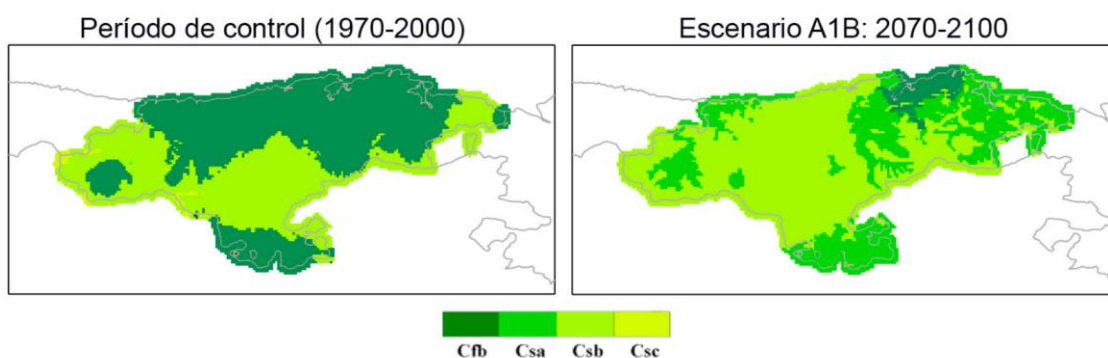 Período de control (1970-2000)
Escenario A1B: 2070-2100
Cfb Csa Csb Csc